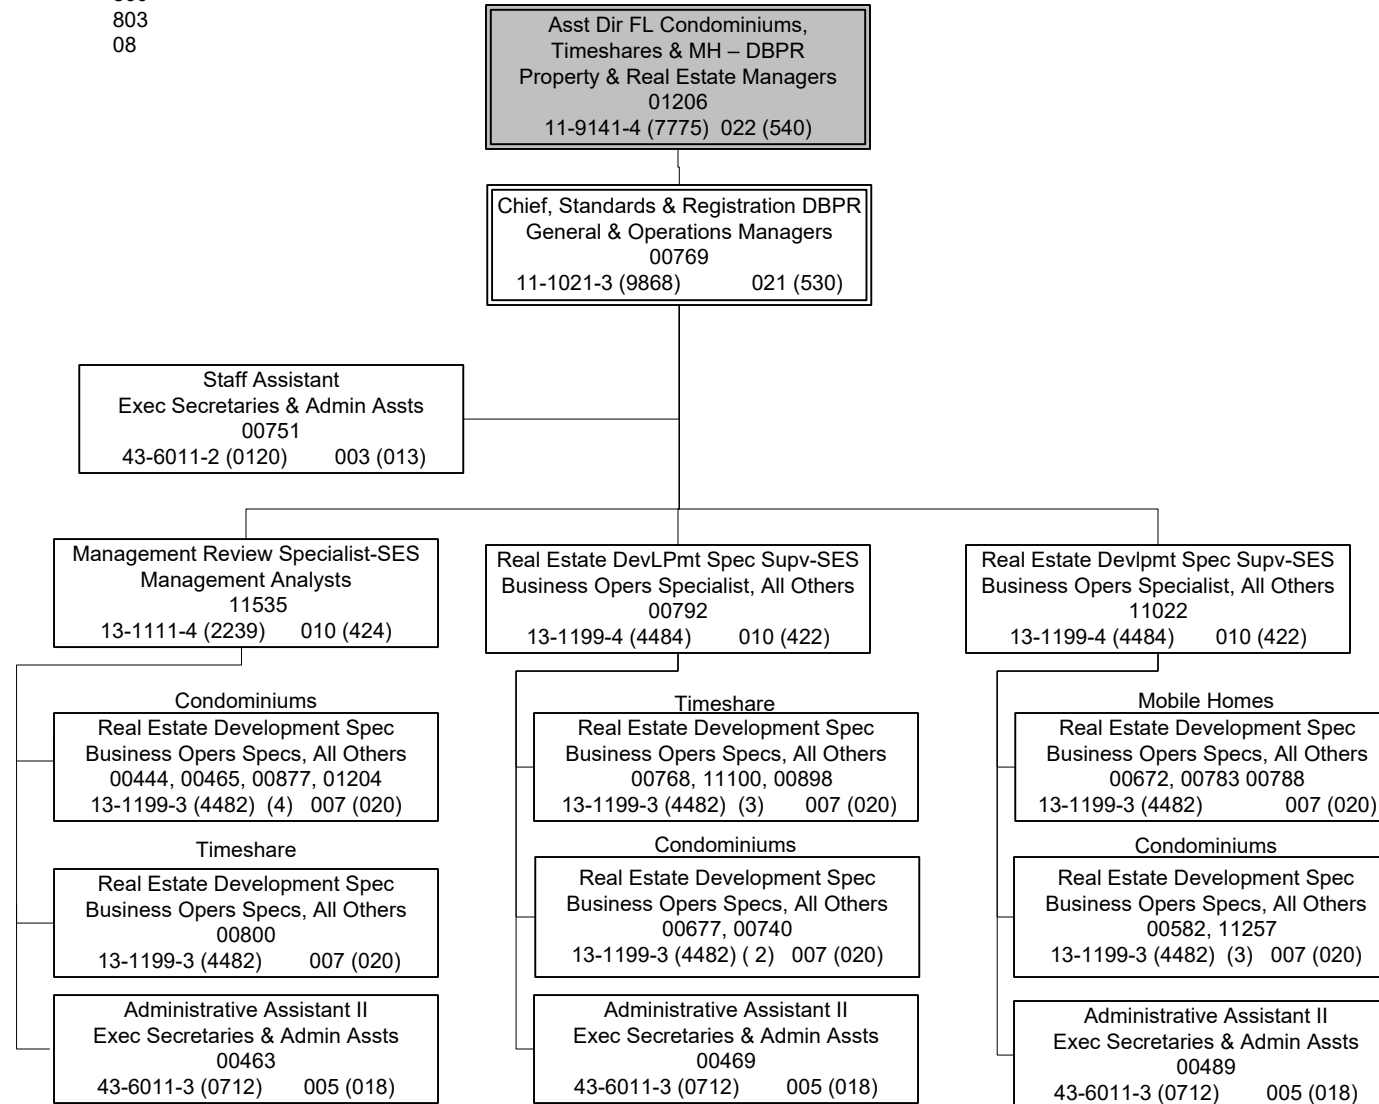 803
08
Asst Dir FL Condominiums,
Timeshares & MH – DBPR
Property & Real Estate Managers
01206
11-9141-4 (7775) 022 (540)
Chief, Standards & Registration DBPR
General & Operations Managers
00769
11-1021-3 (9868) 021 (530)
Staff Assistant
Exec Secretaries & Admin Assts
00751
43-6011-2 (0120) 003 (013)
Management Review Specialist-SES
Management Analysts
11535
13-1111-4 (2239) 010 (424)
Real Estate DevLPmt Spec Supv-SES
Business Opers Specialist, All Others
00792
13-1199-4 (4484) 010 (422)
Real Estate Devlpmt Spec Supv-SES
Business Opers Specialist, All Others
11022
13-1199-4 (4484) 010 (422)
Condominiums
Real Estate Development Spec
Business Opers Specs, All Others
00444, 00465, 00877, 01204
13-1199-3 (4482) (4) 007 (020)
Timeshare
Real Estate Development Spec
Business Opers Specs, All Others
00768, 11100, 00898
13-1199-3 (4482) (3) 007 (020)
Mobile Homes
Real Estate Development Spec
Business Opers Specs, All Others
00672, 00783 00788
13-1199-3 (4482) 007 (020)
Timeshare
Real Estate Development Spec
Business Opers Specs, All Others
00800
13-1199-3 (4482) 007 (020)
Condominiums
Real Estate Development Spec
Business Opers Specs, All Others
00677, 00740
13-1199-3 (4482) ( 2) 007 (020)
Condominiums
Real Estate Development Spec
Business Opers Specs, All Others
00582, 11257
13-1199-3 (4482) (3) 007 (020)
Administrative Assistant II
Exec Secretaries & Admin Assts
00463
43-6011-3 (0712) 005 (018)
Administrative Assistant II
Exec Secretaries & Admin Assts
00469
43-6011-3 (0712) 005 (018)
Administrative Assistant II
Exec Secretaries & Admin Assts
00489
43-6011-3 (0712) 005 (018)